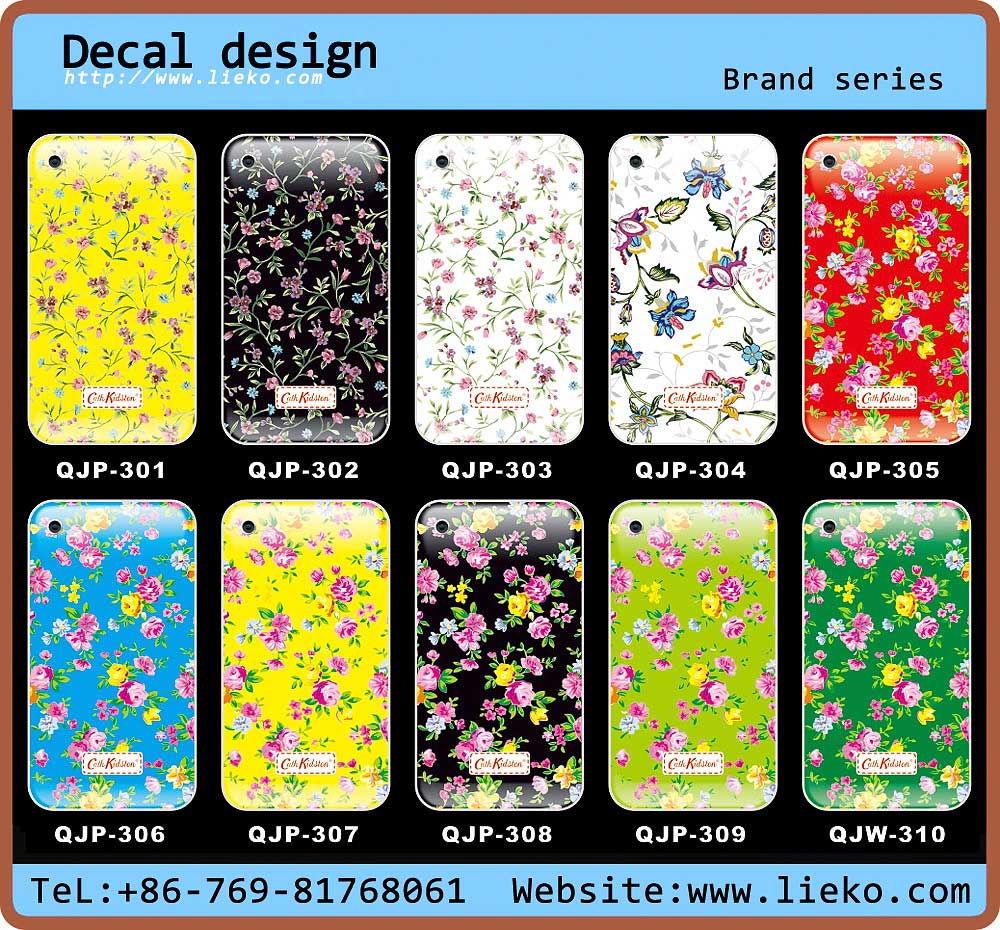 Decal design
http://www.lieko.com
Brand series
Cath Kidston Cath Kidston Cath Kidston Cath Kidston Cath Kidston
QJP-301 QJP-302 QJP-303 QJP-304 QJP-305
Cath Kidston Cath Kidston Cath Kidston Cath Kidston Cath Kidston
QJP-306 QJP-307 QJP-308 QJP-309 QJW-310
TeL:+86-769-81768061 Website:www.lieko.com